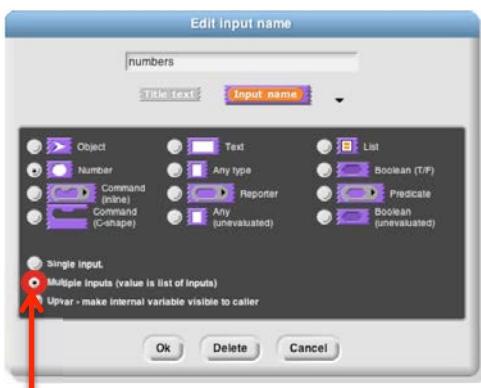 Edit input name
numbers
Title text Input name
Object Text List
Number Any type Boolean (T/F)
Command (inline) Reporter Predicate
Command (C-shape) Any (unevaluated) Boolean (unevaluated)
Single input.
Multiple inputs (value is list of inputs)
Upvar - make internal variable visible to caller
Ok Delete Cancel